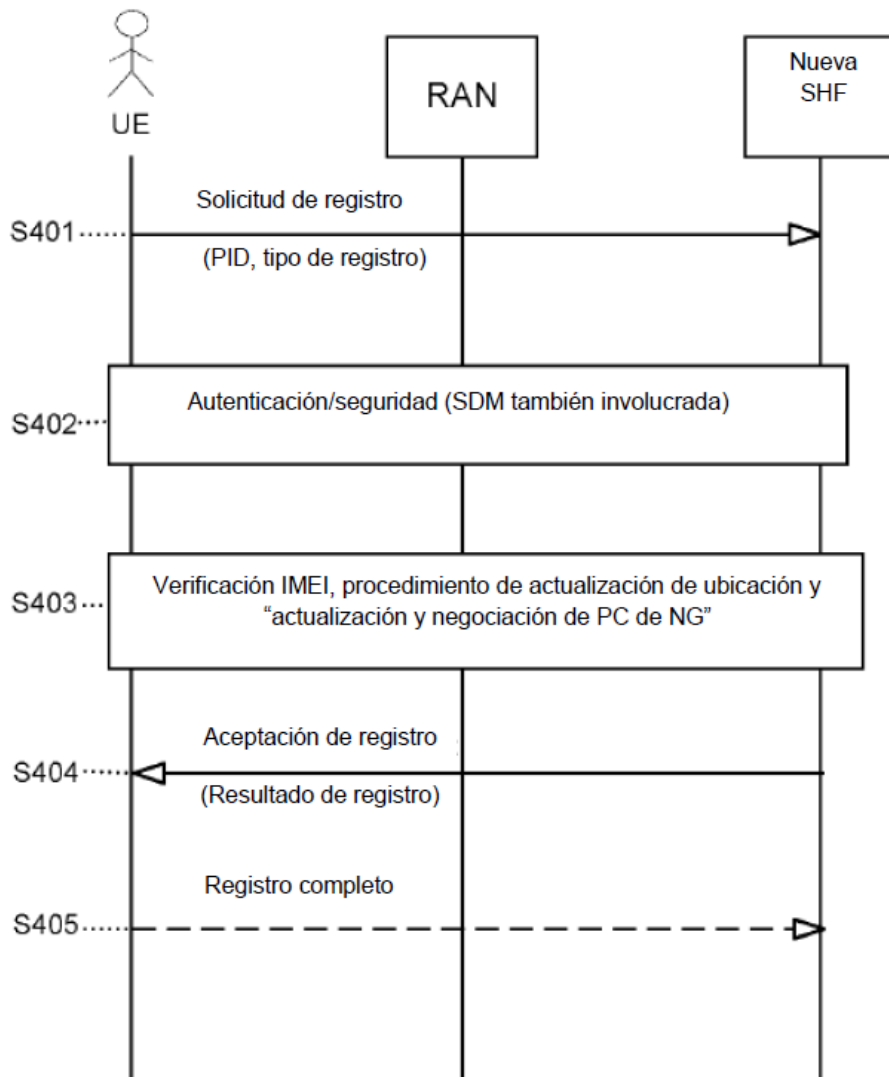 UE
RAN
Nueva
SHF
Solicitud de registro
S401
(PID, tipo de registro)
Autenticación/seguridad (SDM también involucrada)
S402
Verificación IMEI, procedimiento de actualización de ubicación y
S403
“actualización y negociación de PC de NG”
Aceptación de registro
S404
(Resultado de registro)
Registro completo
S405